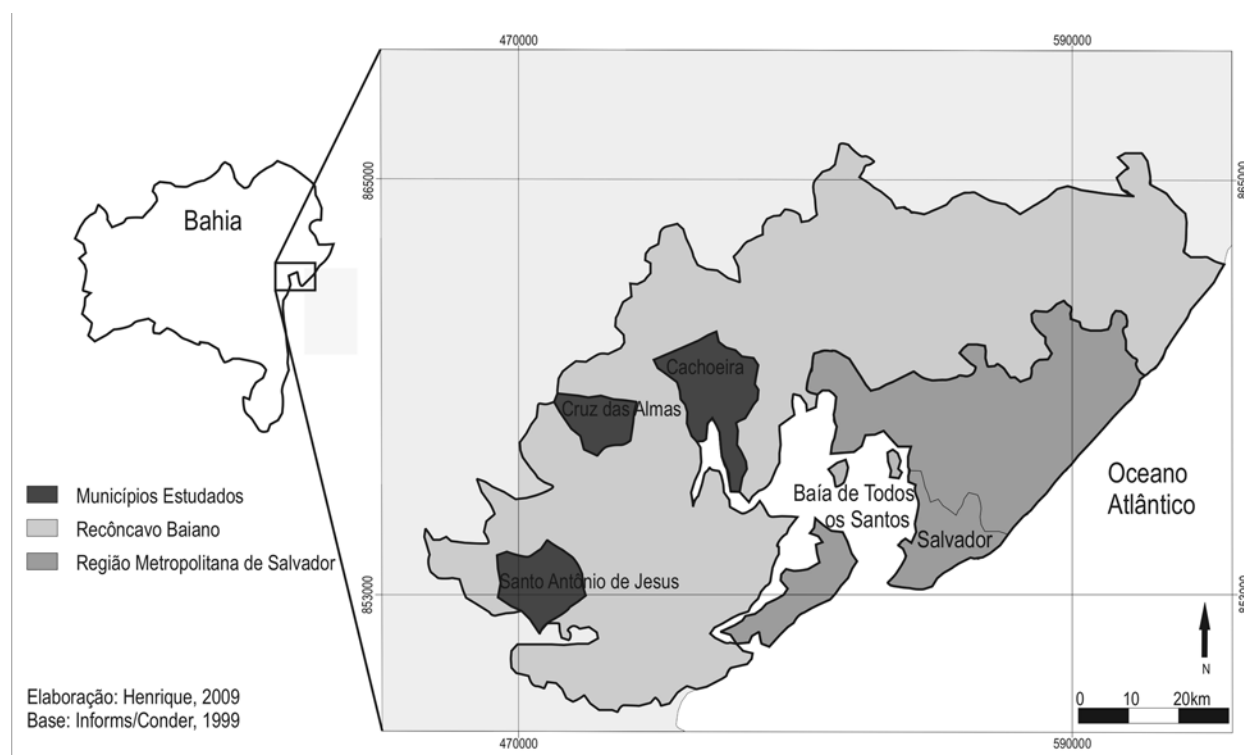 470000
590000
865000
865000
Bahia
Cachoeira
Cruz das Almas
Oceano
Atlântico
Baía de Todos
os Santos
Salvador
Municípios Estudados
Recôncavo Baiano
Região Metropolitana de Salvador
Santo Antônio de Jesus
853000
853000
N
Elaboração: Henrique, 2009
Base: Informs/Conder, 1999
0 10 20km
470000
590000